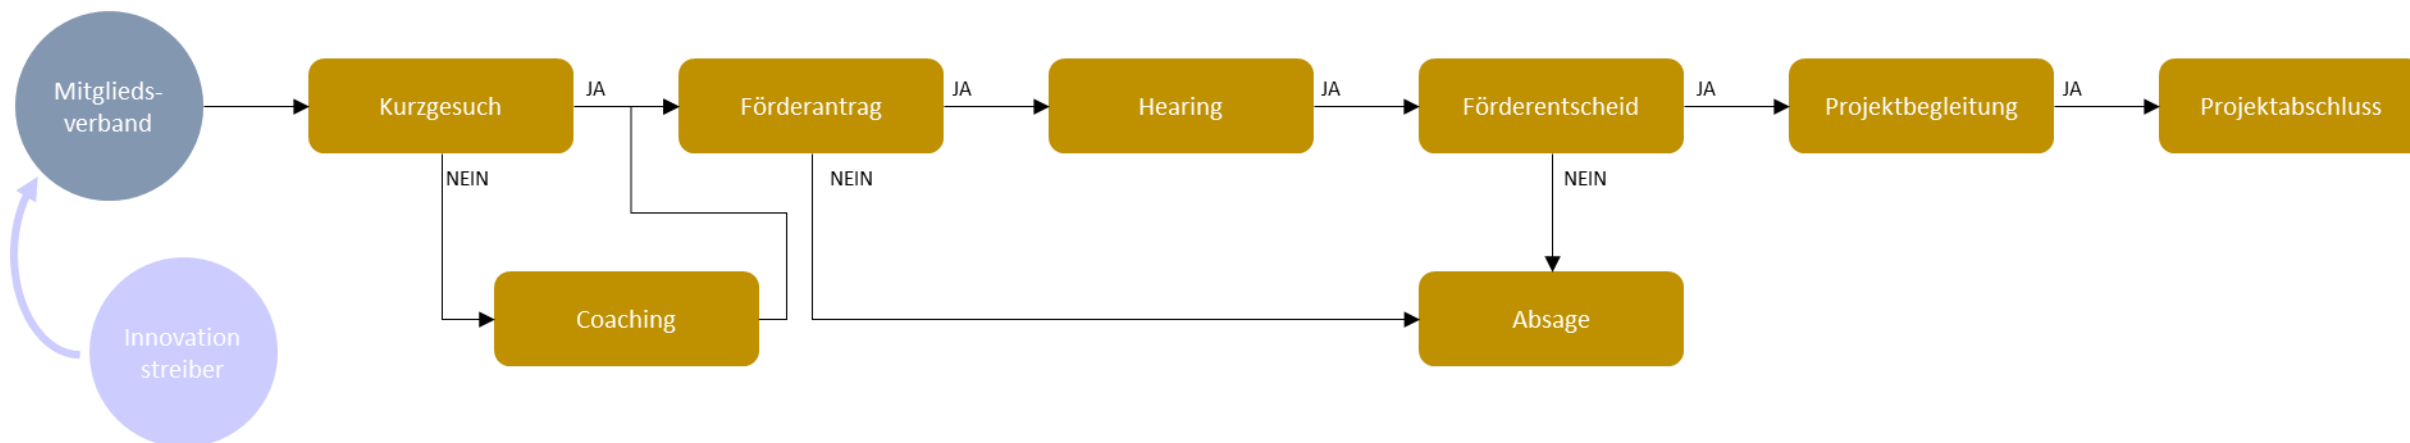 Mitglieds-
verband
Kurzgesuch
JA
Förderantrag
JA
Hearing
JA
Förderentscheid
JA
Projektbegleitung
JA
Projektabschluss
NEIN
NEIN
NEIN
Coaching
Absage
Innovation
streiber